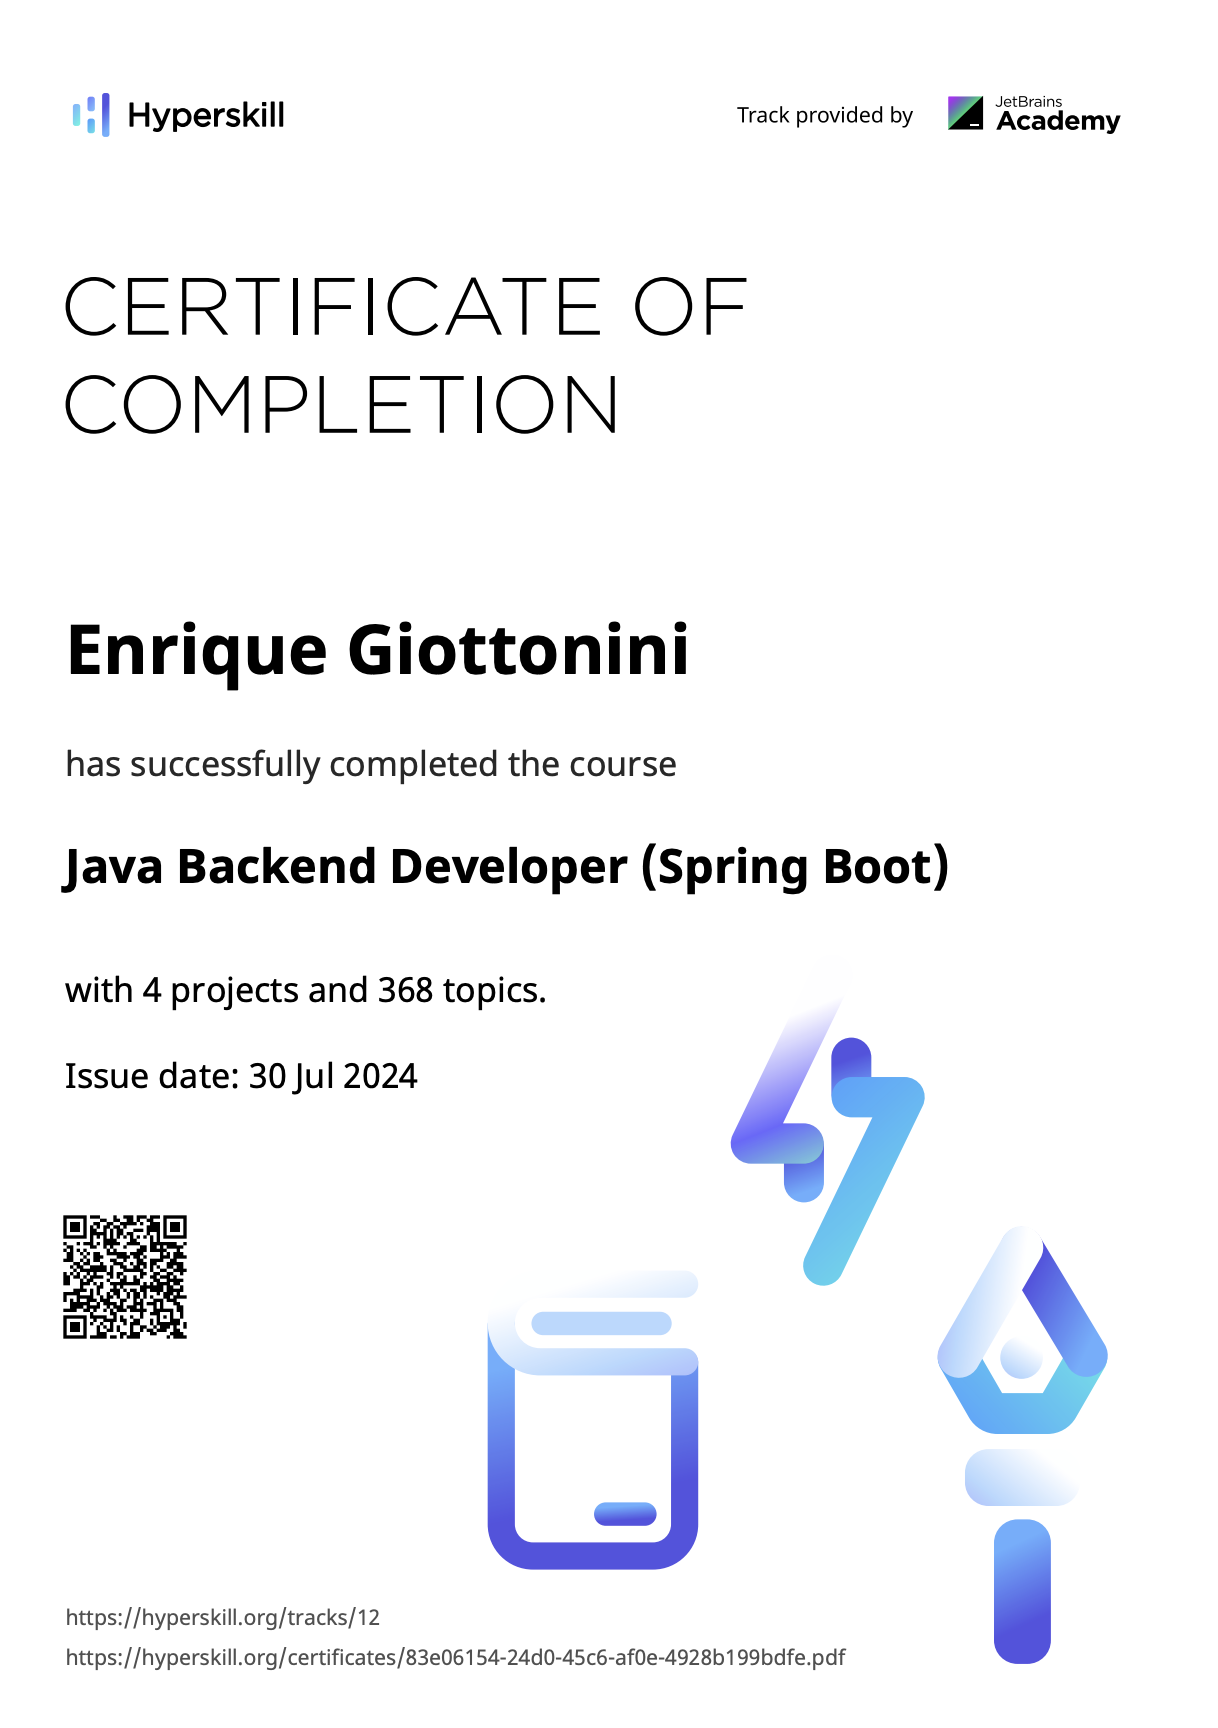 Hyperskill
Track provided by
JetBrains
Academy
CERTIFICATE OF
COMPLETION
Enrique Giottonini
has successfully completed the course
Java Backend Developer (Spring Boot)
with 4 projects and 368 topics.
Issue date: 30 Jul 2024
https://hyperskill.org/tracks/12
https://hyperskill.org/certificates/83e06154-24d0-45c6-af0e-4928b199bdfe.pdf